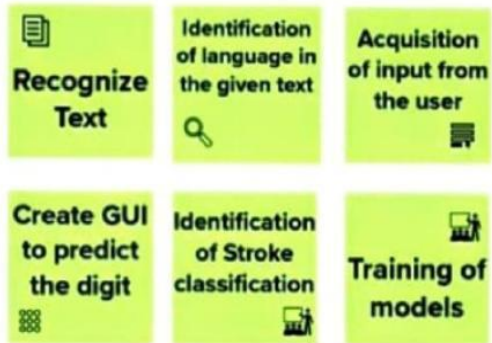 Recognize
Text
Identification
of language in
the given text
Acquisition
of input from
the user
Create GUI
to predict
the digit
Identification
of Stroke
classification
Training of
models